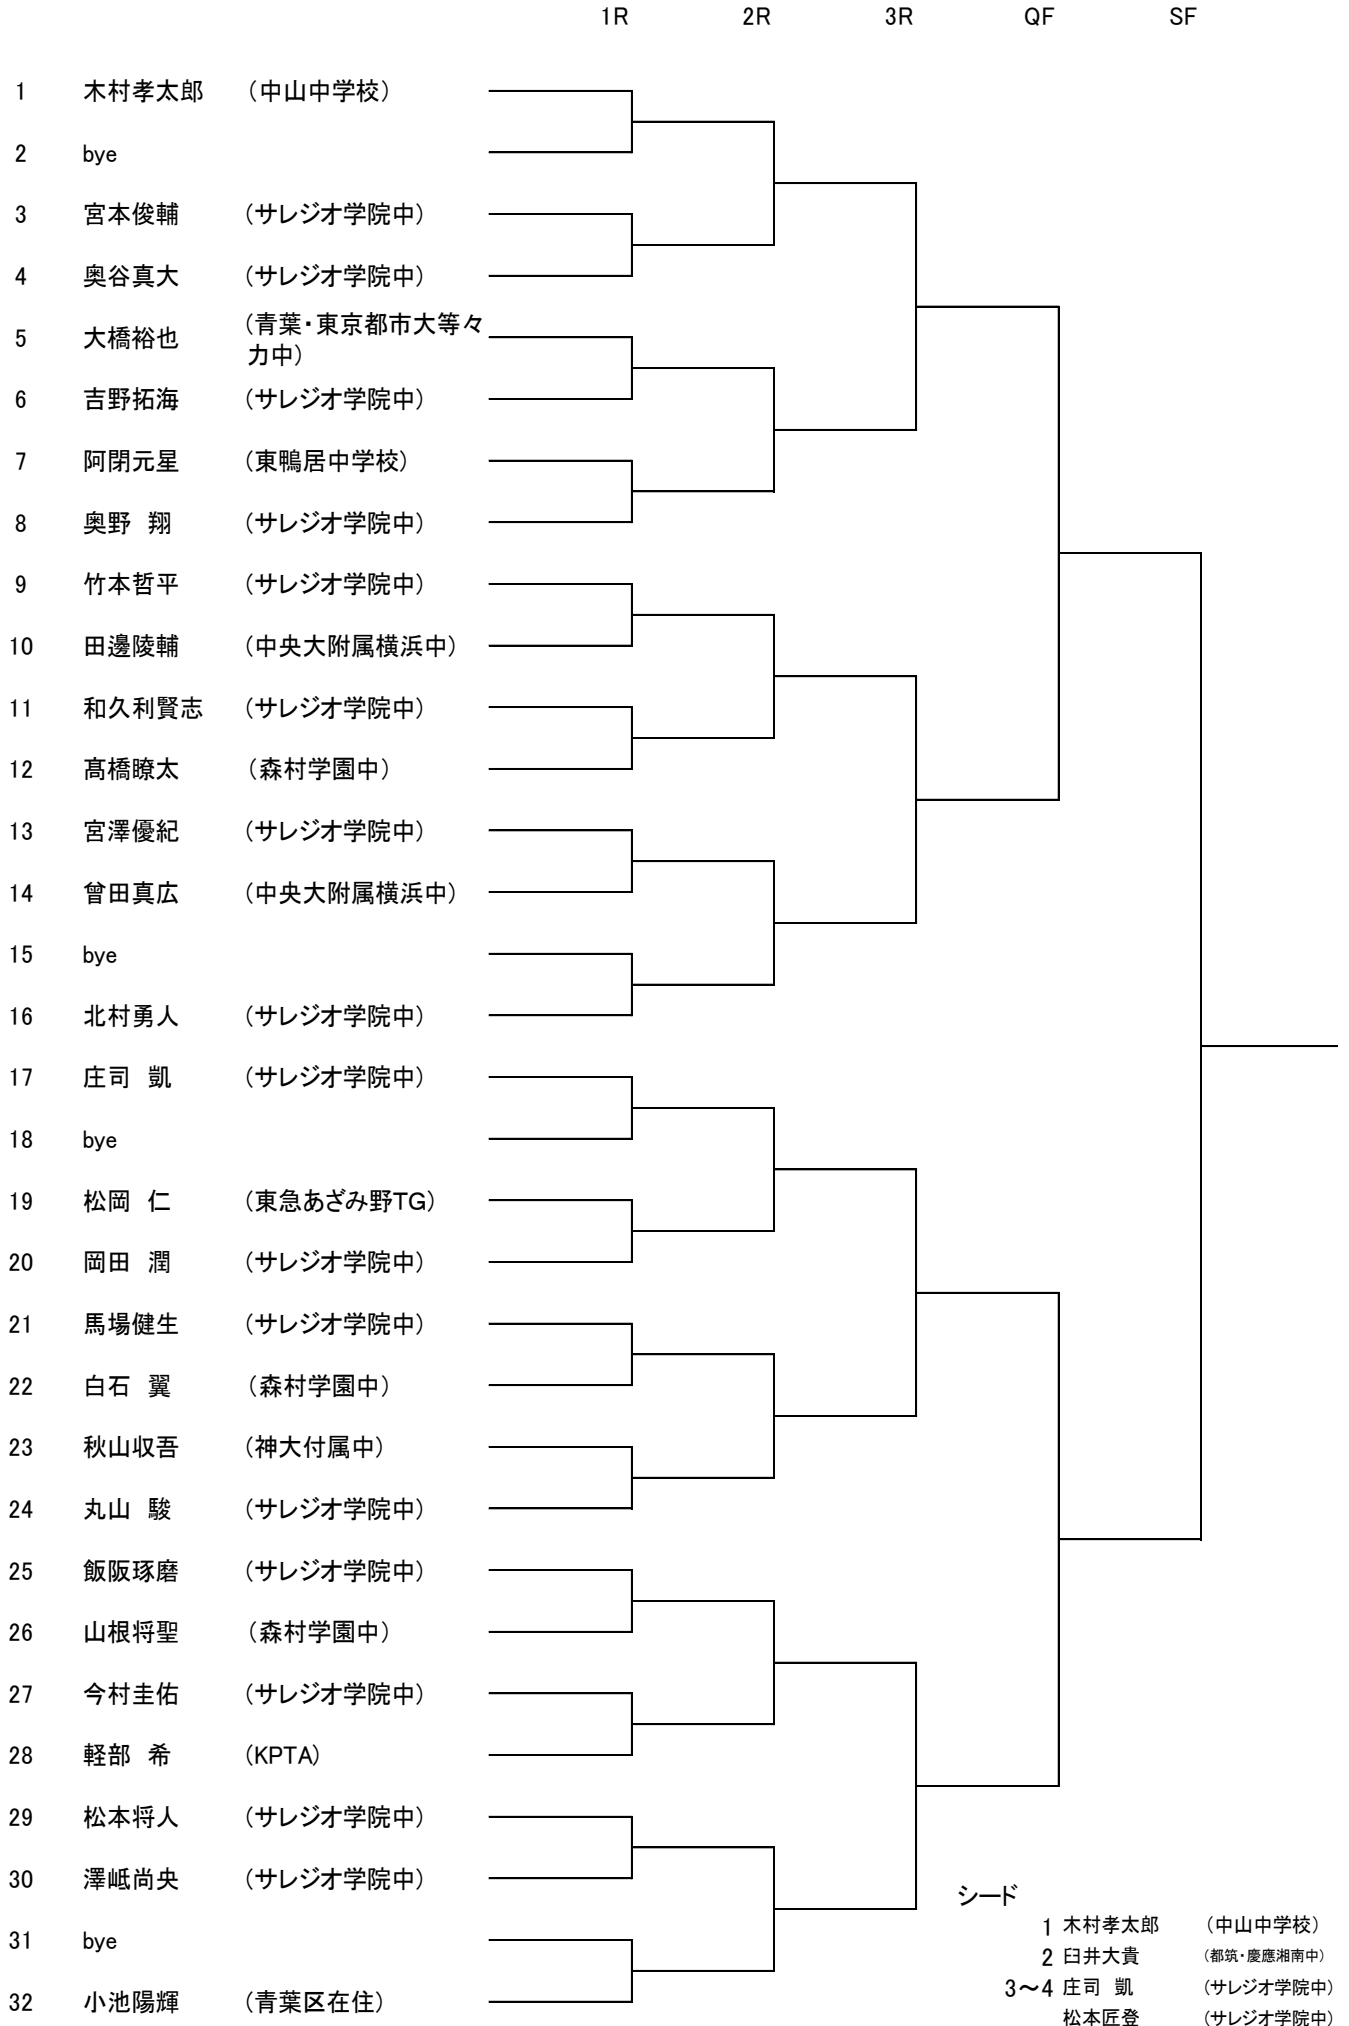 1R 2R 3R QF SF
1 木村孝太郎 (中山中学校)
2 bye
3 宮本俊輔 (サレジオ学院中)
4 奥谷真大 (サレジオ学院中)
5 大橋裕也 (青葉・東京都市大等々
力中)
6 吉野拓海 (サレジオ学院中)
7 阿閉元星 (東鴨居中学校)
8 奥野　翔 (サレジオ学院中)
9 竹本哲平 (サレジオ学院中)
10 田邊陵輔 (中央大附属横浜中)
11 和久利賢志 (サレジオ学院中)
12 髙橋瞭太 (森村学園中)
13 宮澤優紀 (サレジオ学院中)
14 曾田真広 (中央大附属横浜中)
15 bye
16 北村勇人 (サレジオ学院中)
17 庄司　凱 (サレジオ学院中)
18 bye
19 松岡　仁 (東急あざみ野TG)
20 岡田　潤 (サレジオ学院中)
21 馬場健生 (サレジオ学院中)
22 白石　翼 (森村学園中)
23 秋山収吾 (神大付属中)
24 丸山　駿 (サレジオ学院中)
25 飯阪琢磨 (サレジオ学院中)
26 山根将聖 (森村学園中)
27 今村圭佑 (サレジオ学院中)
28 軽部　希 (KPTA)
29 松本将人 (サレジオ学院中)
30 澤岻尚央 (サレジオ学院中)
31 bye
32 小池陽輝 (青葉区在住)
シード
1 木村孝太郎 (中山中学校)
2 臼井大貴 (都筑・慶應湘南中)
3～4 庄司　凱 (サレジオ学院中)
松本匠登 (サレジオ学院中)